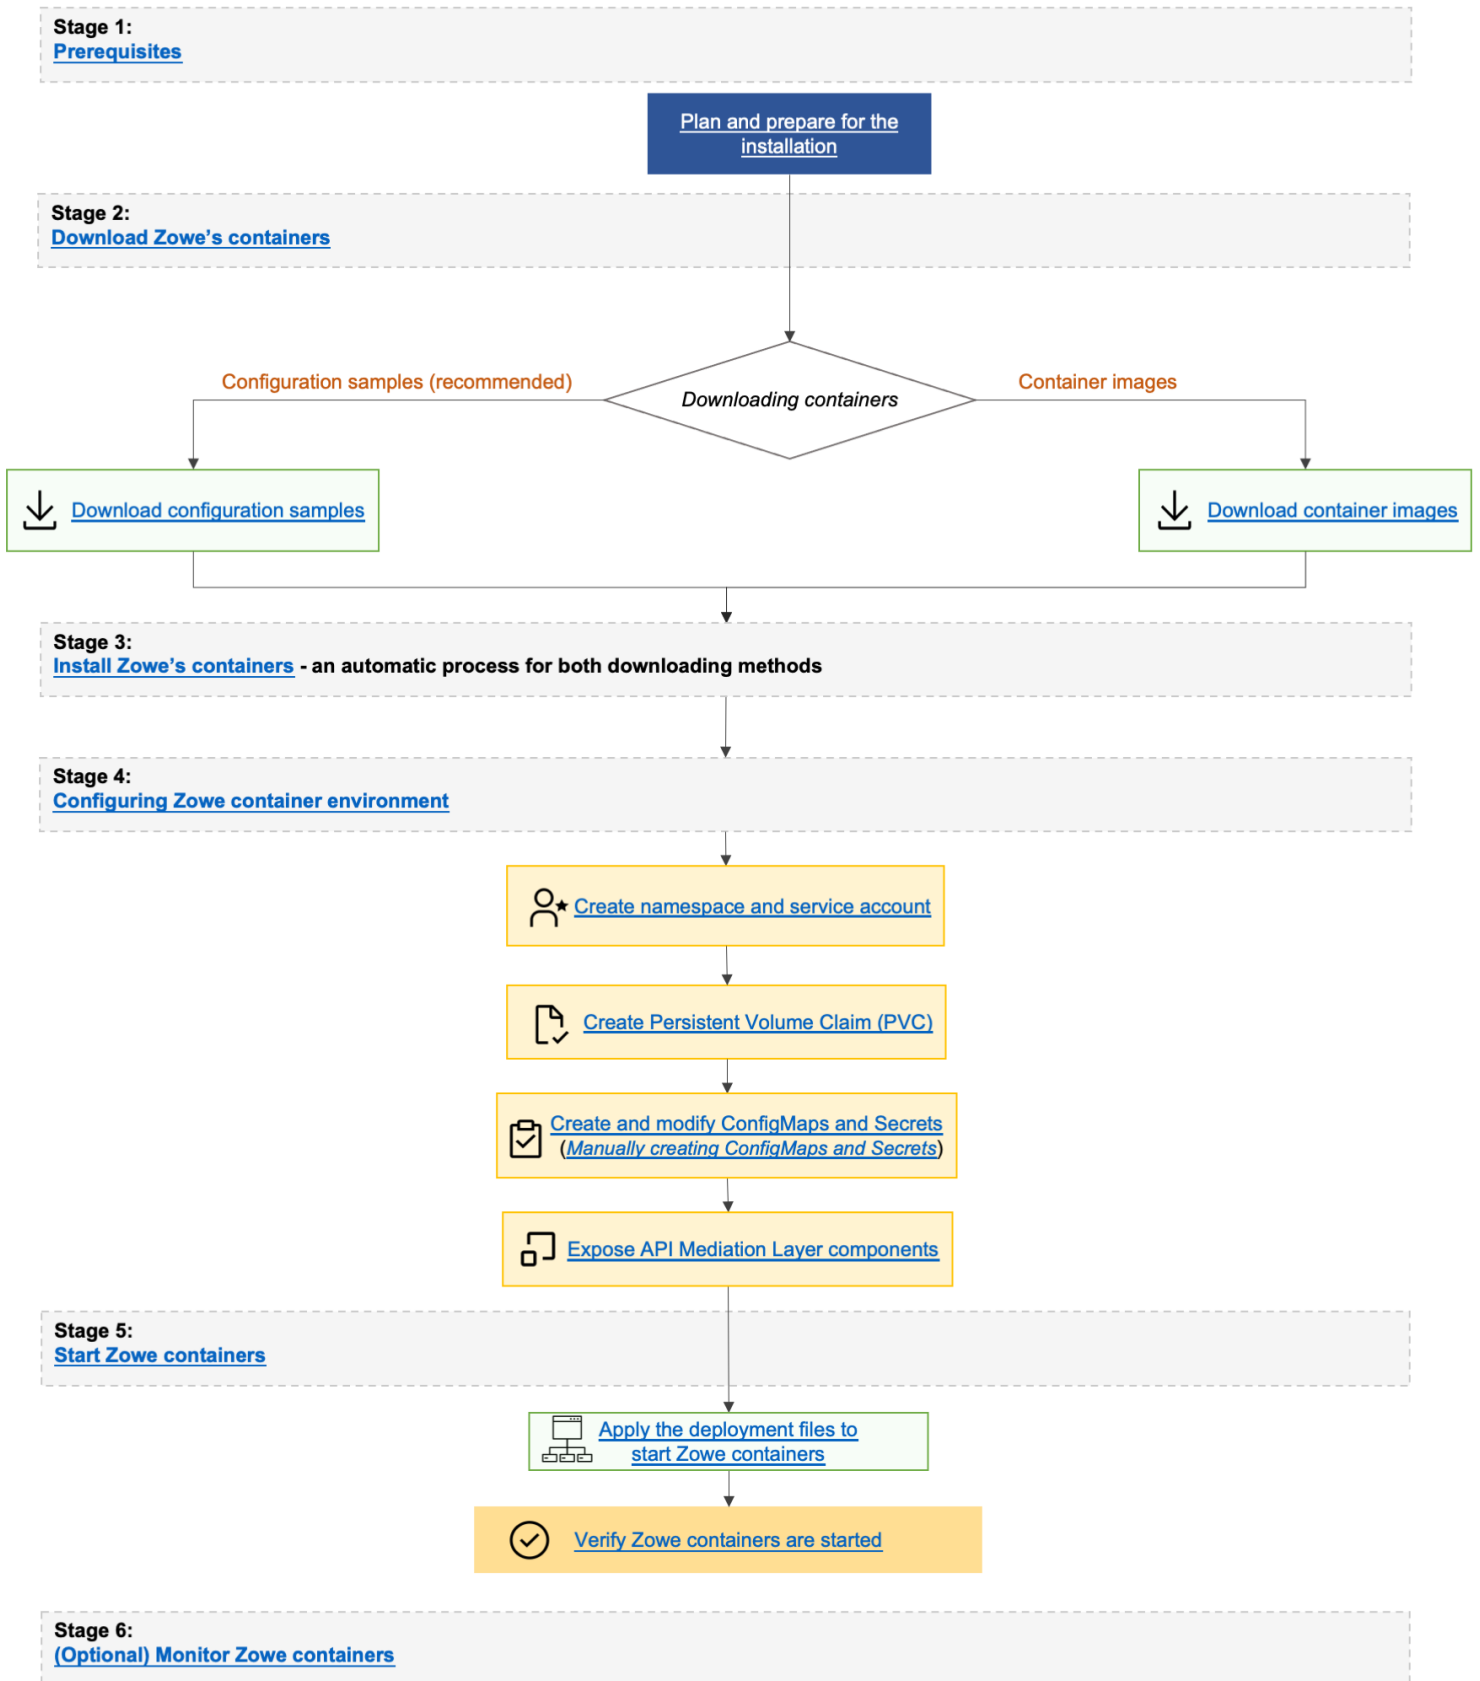 Stage 1:
Prerequisites
Plan and prepare for the
installation
Stage 2:
Download Zowe’s containers
Configuration samples (recommended)
Downloading containers
Container images
Download configuration samples
Download container images
Stage 3:
Install Zowe’s containers - an automatic process for both downloading methods
Stage 4:
Configuring Zowe container environment
Create namespace and service account
Create Persistent Volume Claim (PVC)
Create and modify ConfigMaps and Secrets
(Manually creating ConfigMaps and Secrets)
Expose API Mediation Layer components
Stage 5:
Start Zowe containers
Apply the deployment files to
start Zowe containers
Verify Zowe containers are started
Stage 6:
(Optional) Monitor Zowe containers